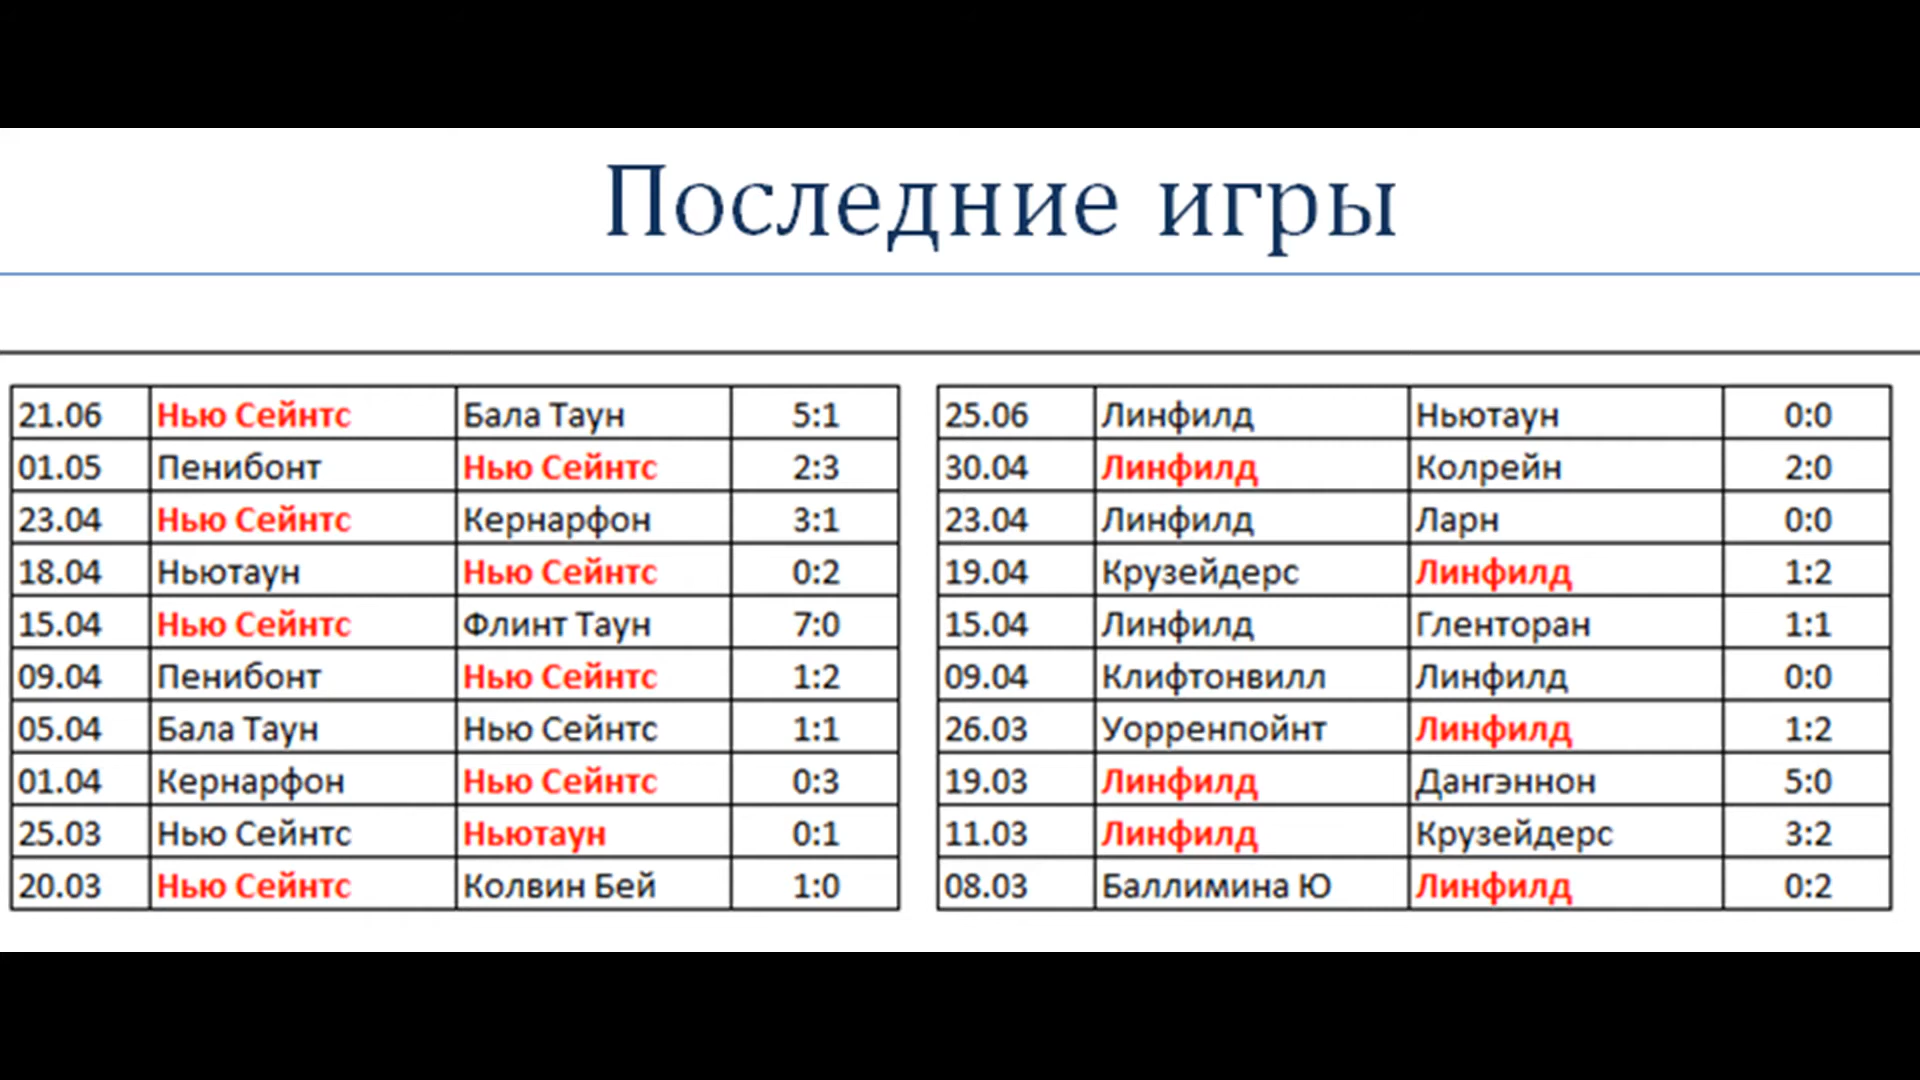 Последние игры
21.06 Нью Сейнтс Бала Таун 5:1
01.05 Пенибонт Нью Сейнтс 2:3
23.04 Нью Сейнтс Кернарфон 3:1
18.04 Ньютаун Нью Сейнтс 0:2
15.04 Нью Сейнтс Флинт Таун 7:0
09.04 Пенибонт Нью Сейнтс 1:2
05.04 Бала Таун Нью Сейнтс 1:1
01.04 Кернарфон Нью Сейнтс 0:3
25.03 Нью Сейнтс Ньютаун 0:1
20.03 Нью Сейнтс Колвин Бей 1:0
25.06 Линфилд Ньютаун 0:0
30.04 Линфилд Колрейн 2:0
23.04 Линфилд Ларн 0:0
19.04 Крузейдерс Линфилд 1:2
15.04 Линфилд Гленторан 1:1
09.04 Клифтонвилл Линфилд 0:0
26.03 Уорренпойнт Линфилд 1:2
19.03 Линфилд Дангэннон 5:0
11.03 Линфилд Крузейдерс 3:2
08.03 Баллимина Ю Линфилд 0:2